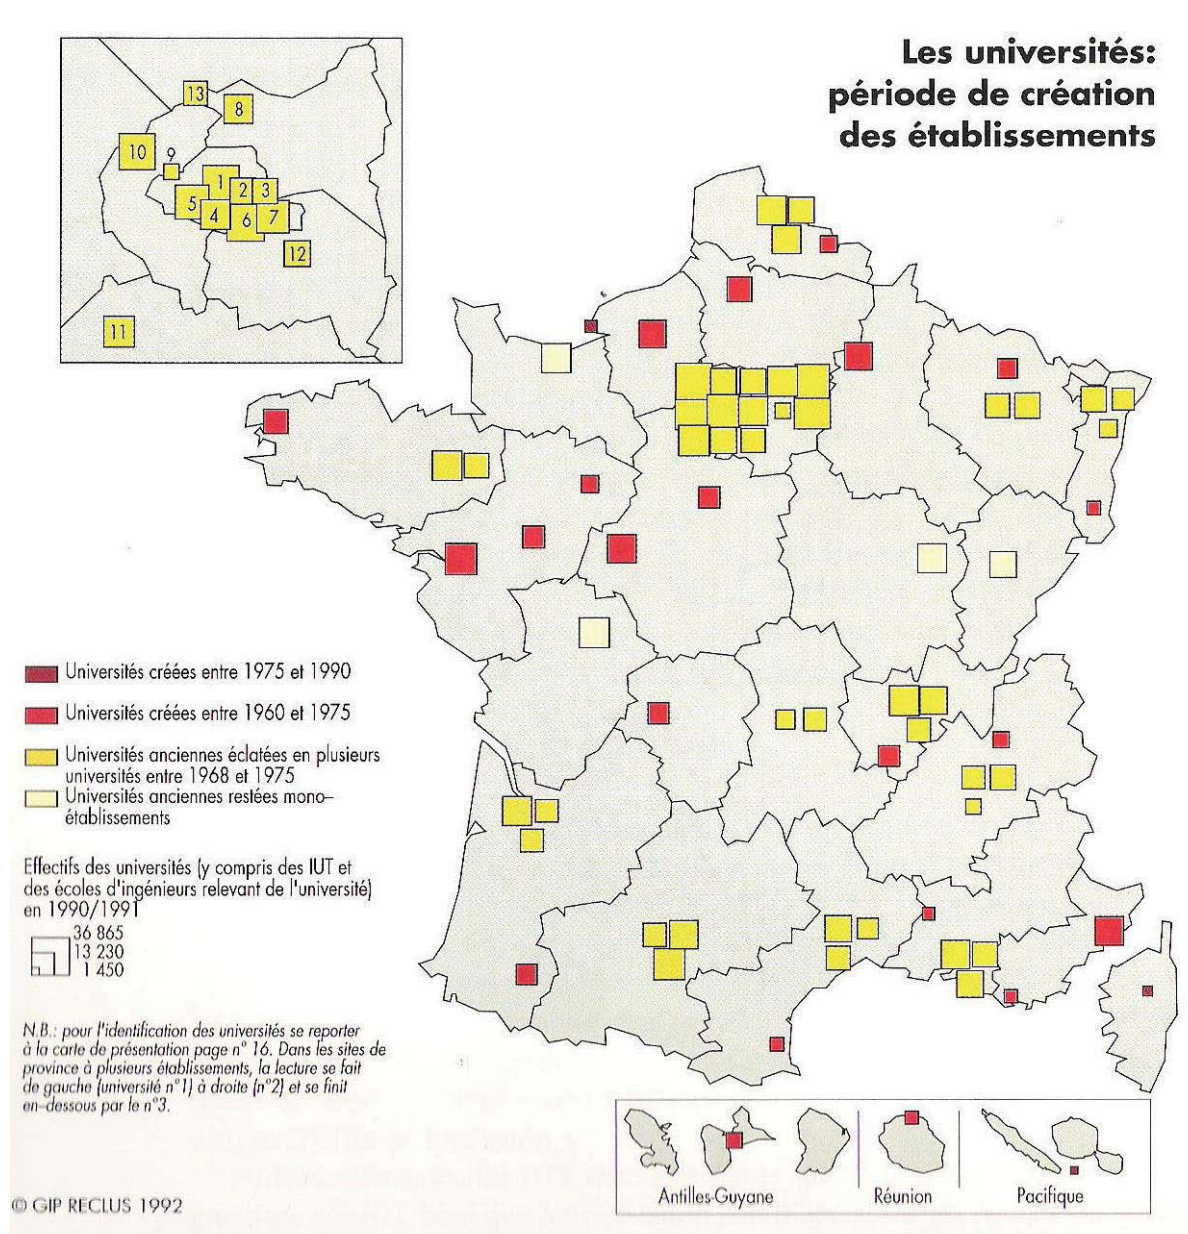 Les universités:
période de création
des établissements
13
8
10
9
1
2
3
5
4
6
7
12
11
Universités créées entre 1975 et 1990
Universités créées entre 1960 et 1975
Universités anciennes éclatées en plusieurs
universités entre 1968 et 1975
Universités anciennes restées mono–
établissements
Effectifs des universités (y compris des IUT et
des écoles d'ingénieurs relevant de l'université)
en 1990/1991
36 865
13 230
1 450
N.B.: pour l'identification des universités se reporter
à la carte de présentation page n° 16. Dans les sites de
province à plusieurs établissements, la lecture se fait
de gauche (université n°1) à droite (n°2) et se finit
en-dessous par le n°3.
Antilles-Guyane
Réunion
Pacifique
© GIP RECLUS 1992